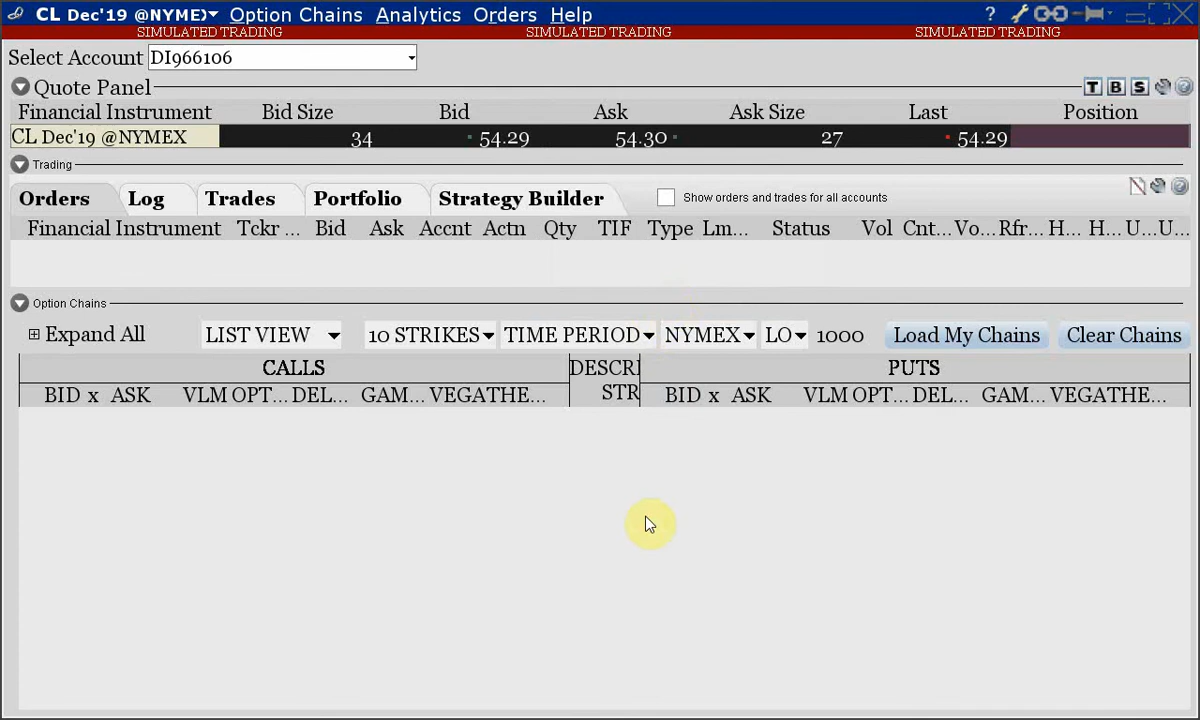 CL Dec'19 @NYMEX Option Chains Analytics Orders Help ?
SIMULATED TRADING SIMULATED TRADING SIMULATED TRADING
Select Account DI966106
Quote Panel T B S
Financial Instrument Bid Size Bid Ask Ask Size Last Position
CL Dec'19 @NYMEX 34 54.29 54.30 27 54.29
Trading
Orders Log Trades Portfolio Strategy Builder Show orders and trades for all accounts
Financial Instrument Tckr ... Bid Ask Accnt Actn Qty TIF Type Lm... Status Vol Cnt... Vo... Rfr... H... H... U... U...
Option Chains
Expand All LIST VIEW 10 STRIKES TIME PERIOD NYMEX LO 1000 Load My Chains Clear Chains
CALLS DESCRI PUTS
BID x ASK VLM OPT... DEL... GAM... VEGA THE... STR BID x ASK VLM OPT... DEL... GAM... VEGA THE...